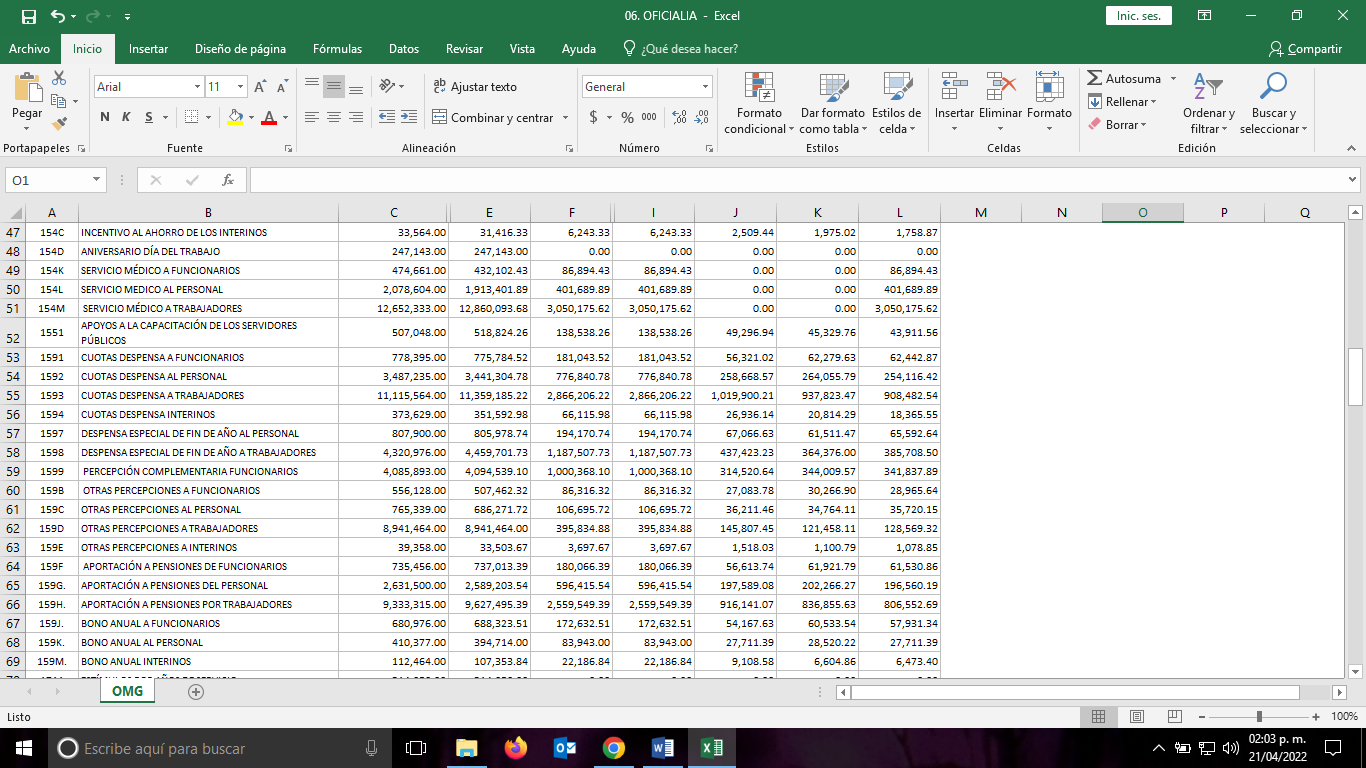 06. OFICIALIA - Excel
Inic. ses.
Archivo Inicio Insertar Diseño de página Fórmulas Datos Revisar Vista Ayuda ¿Qué desea hacer? Compartir
Pegar
Portapapeles
Arial 11
N K S
Fuente
Ajustar texto
Combinar y centrar
Alineación
General
$ % 000
Número
Formato condicional
Dar formato como tabla
Estilos de celda
Estilos
Insertar Eliminar Formato
Celdas
Autosuma
Rellenar
Borrar
Ordenar y filtrar
Buscar y seleccionar
Edición
O1 fx
A B C E F I J K L M N O P Q
47 154C INCENTIVO AL AHORRO DE LOS INTERINOS 33,564.00 31,416.33 6,243.33 6,243.33 2,509.44 1,975.02 1,758.87
48 154D ANIVERSARIO DÍA DEL TRABAJO 247,143.00 247,143.00 0.00 0.00 0.00 0.00 0.00
49 154K SERVICIO MÉDICO A FUNCIONARIOS 474,661.00 432,102.43 86,894.43 86,894.43 0.00 0.00 86,894.43
50 154L SERVICIO MEDICO AL PERSONAL 2,078,604.00 1,913,401.89 401,689.89 401,689.89 0.00 0.00 401,689.89
51 154M SERVICIO MÉDICO A TRABAJADORES 12,652,333.00 12,860,093.68 3,050,175.62 3,050,175.62 0.00 0.00 3,050,175.62
52 1551 APOYOS A LA CAPACITACIÓN DE LOS SERVIDORES PÚBLICOS 507,048.00 518,824.26 138,538.26 138,538.26 49,296.94 45,329.76 43,911.56
53 1591 CUOTAS DESPENSA A FUNCIONARIOS 778,395.00 775,784.52 181,043.52 181,043.52 56,321.02 62,279.63 62,442.87
54 1592 CUOTAS DESPENSA AL PERSONAL 3,487,235.00 3,441,304.78 776,840.78 776,840.78 258,668.57 264,055.79 254,116.42
55 1593 CUOTAS DESPENSA A TRABAJADORES 11,115,564.00 11,359,185.22 2,866,206.22 2,866,206.22 1,019,900.21 937,823.47 908,482.54
56 1594 CUOTAS DESPENSA INTERINOS 373,629.00 351,592.98 66,115.98 66,115.98 26,936.14 20,814.29 18,365.55
57 1597 DESPENSA ESPECIAL DE FIN DE AÑO AL PERSONAL 807,900.00 805,978.74 194,170.74 194,170.74 67,066.63 61,511.47 65,592.64
58 1598 DESPENSA ESPECIAL DE FIN DE AÑO A TRABAJADORES 4,320,976.00 4,459,701.73 1,187,507.73 1,187,507.73 437,423.23 364,376.00 385,708.50
59 1599 PERCEPCIÓN COMPLEMENTARIA FUNCIONARIOS 4,085,893.00 4,094,539.10 1,000,368.10 1,000,368.10 314,520.64 344,009.57 341,837.89
60 159B OTRAS PERCEPCIONES A FUNCIONARIOS 556,128.00 507,462.32 86,316.32 86,316.32 27,083.78 30,266.90 28,965.64
61 159C OTRAS PERCEPCIONES AL PERSONAL 765,339.00 686,271.72 106,695.72 106,695.72 36,211.46 34,764.11 35,720.15
62 159D OTRAS PERCEPCIONES A TRABAJADORES 8,941,464.00 8,941,464.00 395,834.88 395,834.88 145,807.45 121,458.11 128,569.32
63 159E OTRAS PERCEPCIONES A INTERINOS 39,358.00 33,503.67 3,697.67 3,697.67 1,518.03 1,100.79 1,078.85
64 159F APORTACIÓN A PENSIONES DE FUNCIONARIOS 735,456.00 737,013.39 180,066.39 180,066.39 56,613.74 61,921.79 61,530.86
65 159G. APORTACIÓN A PENSIONES DEL PERSONAL 2,631,500.00 2,589,203.54 596,415.54 596,415.54 197,589.08 202,266.27 196,560.19
66 159H. APORTACIÓN A PENSIONES POR TRABAJADORES 9,333,315.00 9,627,495.39 2,559,549.39 2,559,549.39 916,141.07 836,855.63 806,552.69
67 159J. BONO ANUAL A FUNCIONARIOS 680,976.00 688,323.51 172,632.51 172,632.51 54,167.63 60,533.54 57,931.34
68 159K. BONO ANUAL AL PERSONAL 410,377.00 394,714.00 83,943.00 83,943.00 27,711.39 28,520.22 27,711.39
69 159M. BONO ANUAL INTERINOS 112,464.00 107,353.84 22,186.84 22,186.84 9,108.58 6,604.86 6,473.40
OMG
Listo 100%
Escribe aquí para buscar
02:03 p. m.
21/04/2022